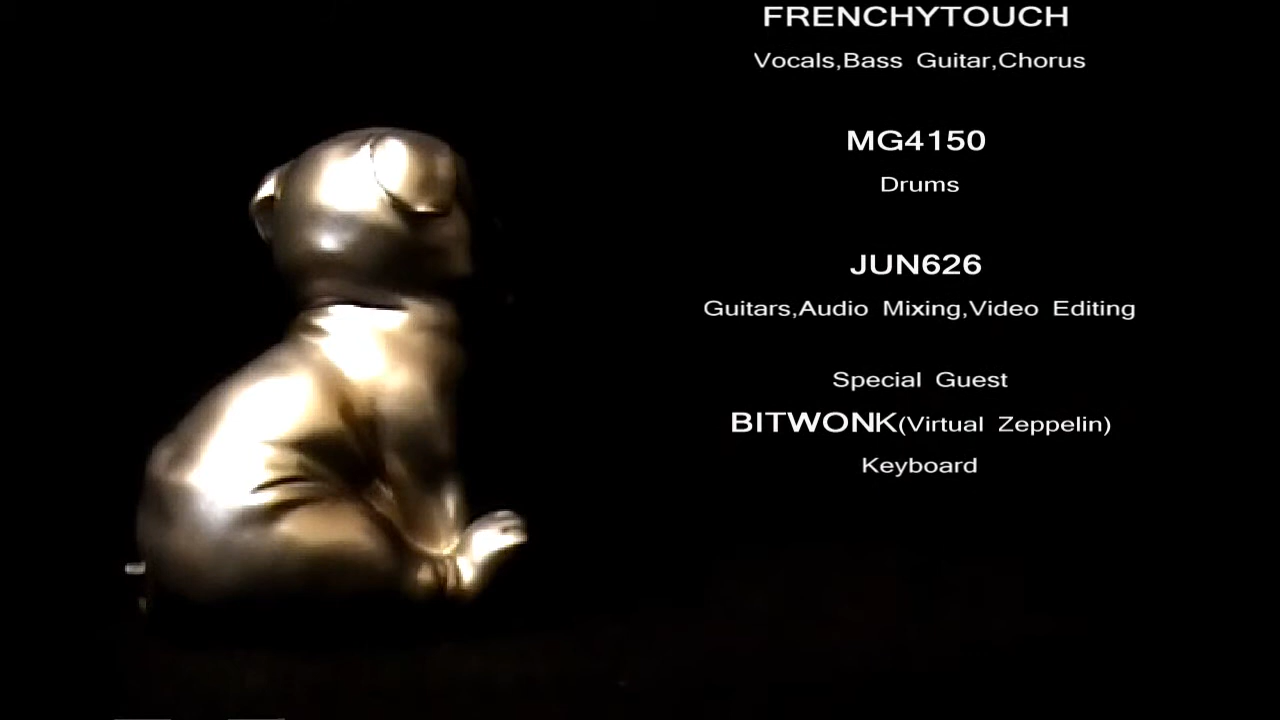 FRENCHYTOUCH
Vocals,Bass Guitar,Chorus
MG4150
Drums
JUN626
Guitars,Audio Mixing,Video Editing
Special Guest
BITWONK(Virtual Zeppelin)
Keyboard